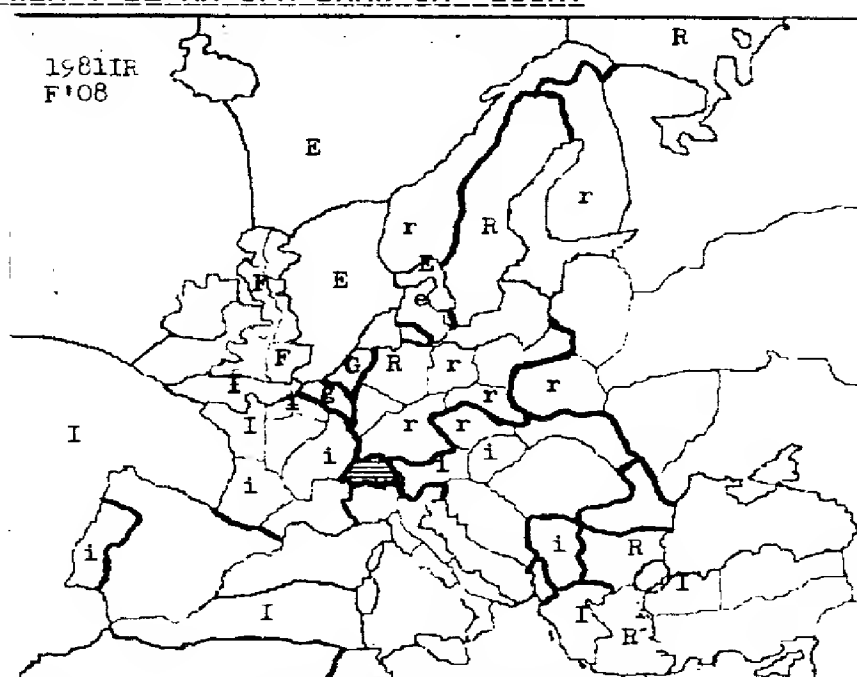 R
1981IR
F'08
E
r
r R
E
F E e
F G R r
f f g r r
I I r r
i I i
i
i i R
I
I I
R